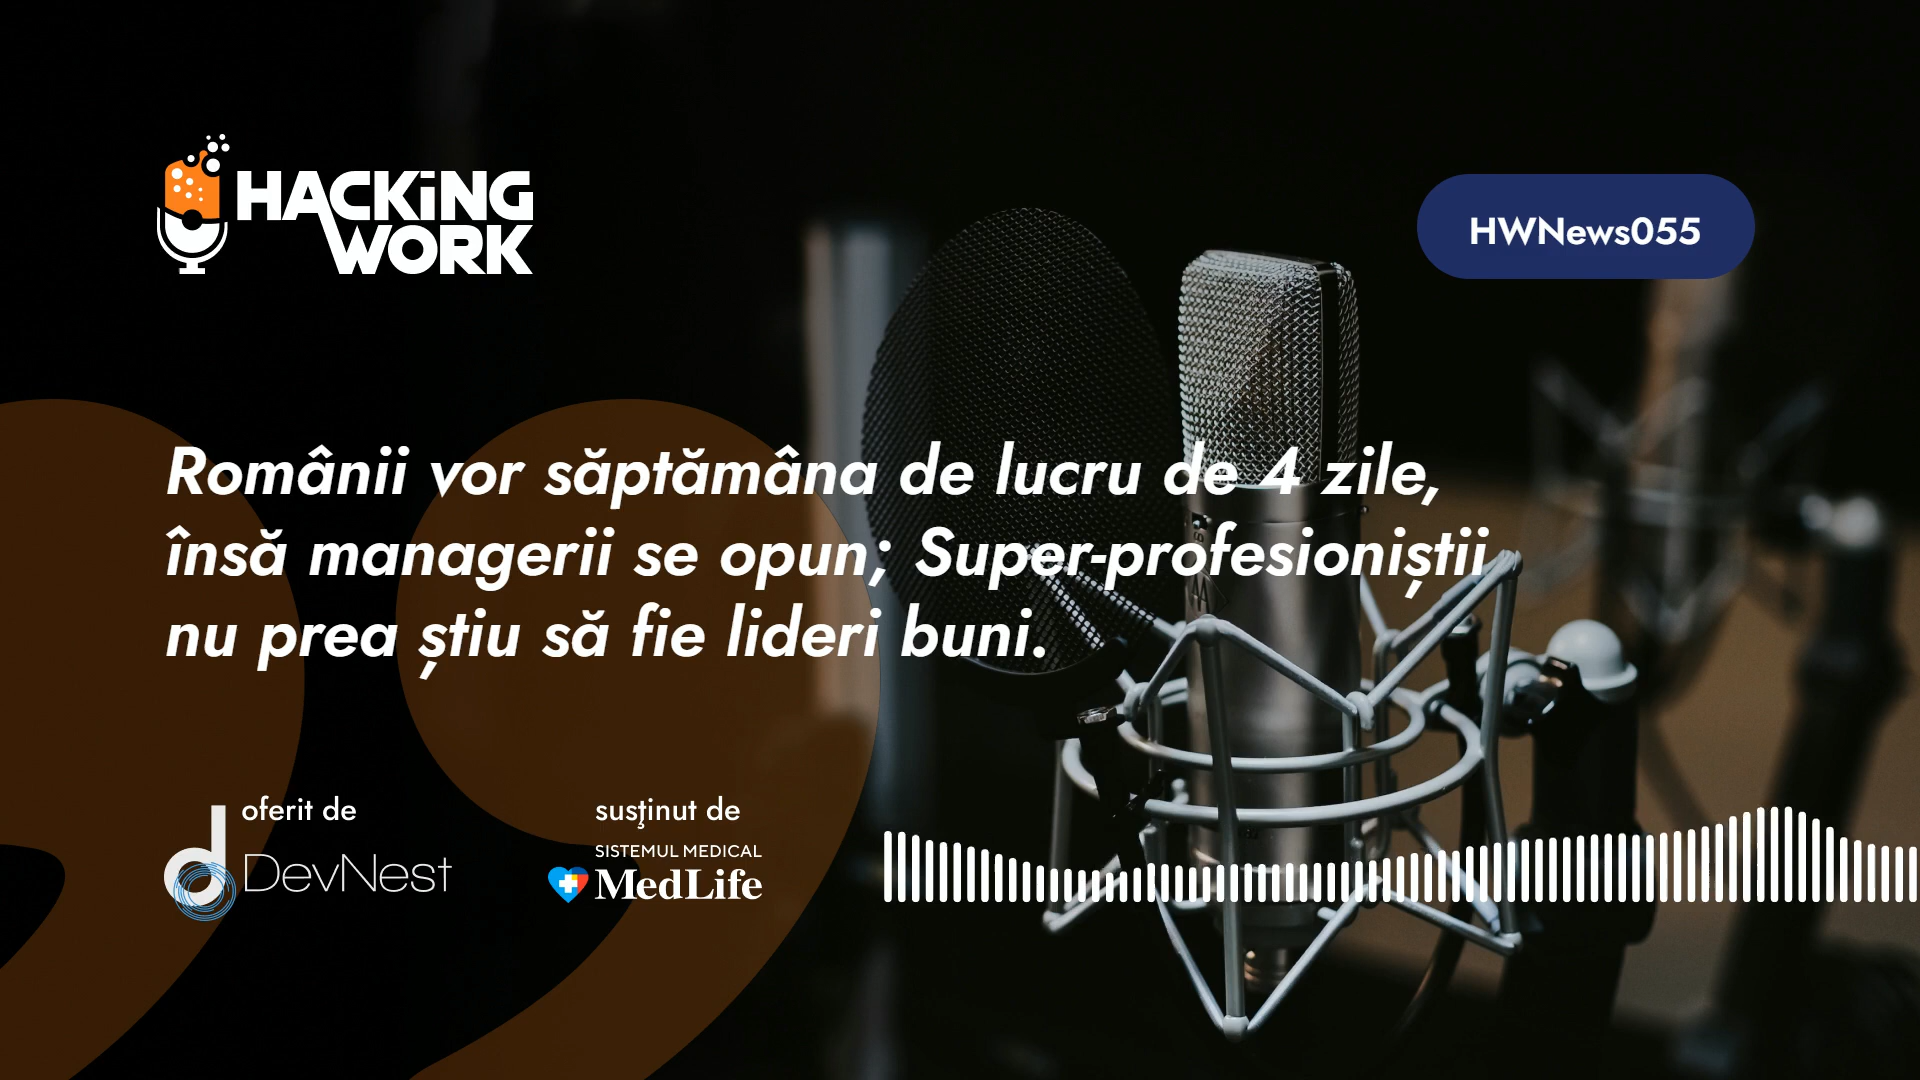 HACKiNG
WORK
HWNews055
Românii vor săptămâna de lucru de 4 zile,
însă managerii se opun; Super-profesioniștii
nu prea știu să fie lideri buni.
oferit de
DevNest
susţinut de
SISTEMUL MEDICAL
MedLife